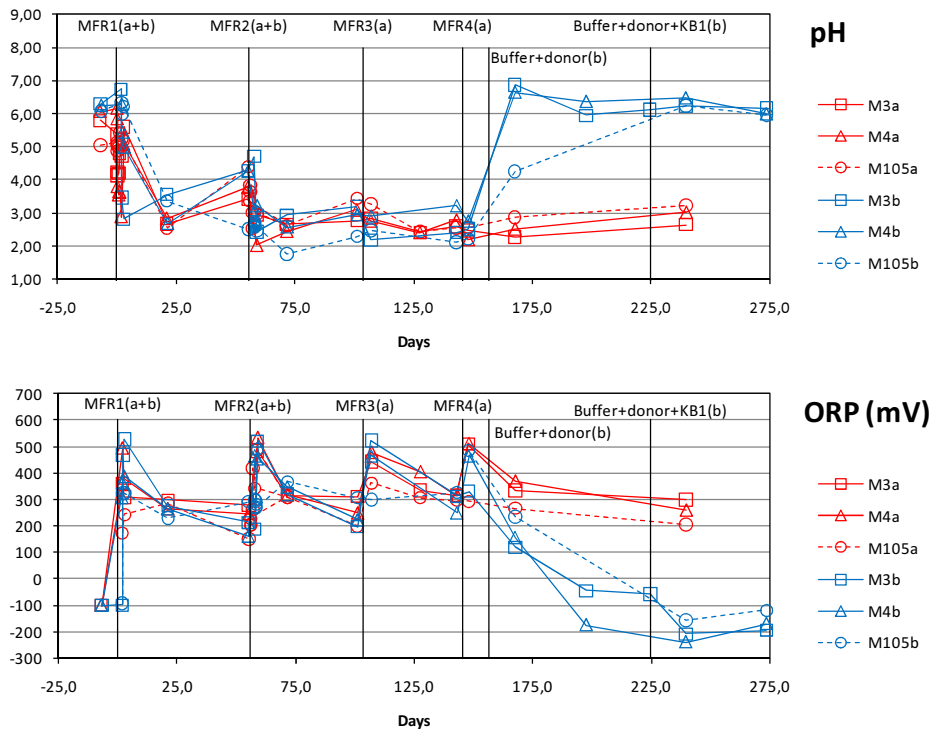 9,00
8,00
7,00
6,00
5,00
4,00
3,00
2,00
1,00
MFR1(a+b)
MFR2(a+b)
MFR3(a)
MFR4(a)
Buffer+donor+KB1(b)
Buffer+donor(b)
pH
M3a
M4a
M105a
M3b
M4b
M105b
-25,0
25,0
75,0
125,0
175,0
225,0
275,0
Days
700
600
500
400
300
200
100
0
-100
-200
-300
MFR1(a+b)
MFR2(a+b)
MFR3(a)
MFR4(a)
Buffer+donor+KB1(b)
Buffer+donor(b)
ORP (mV)
M3a
M4a
M105a
M3b
M4b
M105b
-25,0
25,0
75,0
125,0
175,0
225,0
275,0
Days